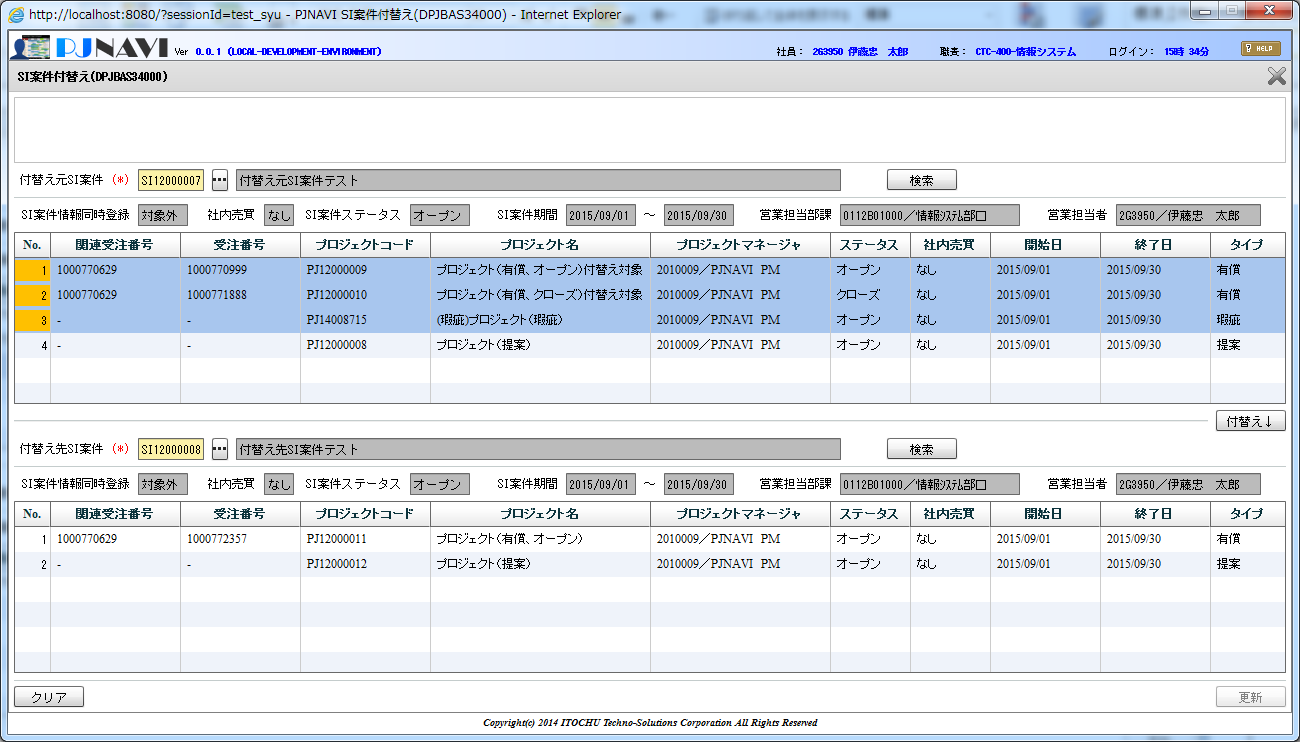 http://localhost:8080/?sessionId=test_syu - PJNAVI SI案件付替え(DPJBAS34000) - Internet Explorer
PJNAVI Ver 0.0.1 (LOCAL-DEVELOPMENT-ENVIRONMENT) 社員： 2G3950 伊藤忠　太郎 職責： CTC-400-情報システム ログイン： 15時 34分 ? HELP
SI案件付替え(DPJBAS34000)
付替え元SI案件 (*) SI12000007 ... 付替え元SI案件テスト 検索
SI案件情報同時登録 対象外 社内売買 なし SI案件ステータス オープン SI案件期間 2015/09/01 ～ 2015/09/30 営業担当部課 0112B01000／情報システム部口 営業担当者 2G3950／伊藤忠　太郎
No. 関連受注番号 受注番号 プロジェクトコード プロジェクト名 プロジェクトマネージャ ステータス 社内売買 開始日 終了日 タイプ
1 1000770629 1000770999 PJ12000009 プロジェクト(有償、オープン)付替え対象 2010009／PJNAVI PM オープン なし 2015/09/01 2015/09/30 有償
2 1000770629 1000771888 PJ12000010 プロジェクト(有償、クローズ)付替え対象 2010009／PJNAVI PM クローズ なし 2015/09/01 2015/09/30 有償
3 - - PJ14008715 (瑕疵)プロジェクト(瑕疵) 2010009／PJNAVI PM オープン なし 2015/09/01 2015/09/30 瑕疵
4 - - PJ12000008 プロジェクト(提案) 2010009／PJNAVI PM オープン なし 2015/09/01 2015/09/30 提案
付替え↓
付替え先SI案件 (*) SI12000008 ... 付替え先SI案件テスト 検索
SI案件情報同時登録 対象外 社内売買 なし SI案件ステータス オープン SI案件期間 2015/09/01 ～ 2015/09/30 営業担当部課 0112B01000／情報システム部口 営業担当者 2G3950／伊藤忠　太郎
No. 関連受注番号 受注番号 プロジェクトコード プロジェクト名 プロジェクトマネージャ ステータス 社内売買 開始日 終了日 タイプ
1 1000770629 1000772357 PJ12000011 プロジェクト(有償、オープン) 2010009／PJNAVI PM オープン なし 2015/09/01 2015/09/30 有償
2 - - PJ12000012 プロジェクト(提案) 2010009／PJNAVI PM オープン なし 2015/09/01 2015/09/30 提案
クリア 更新
Copyright(c) 2014 ITOCHU Techno-Solutions Corporation All Rights Reserved